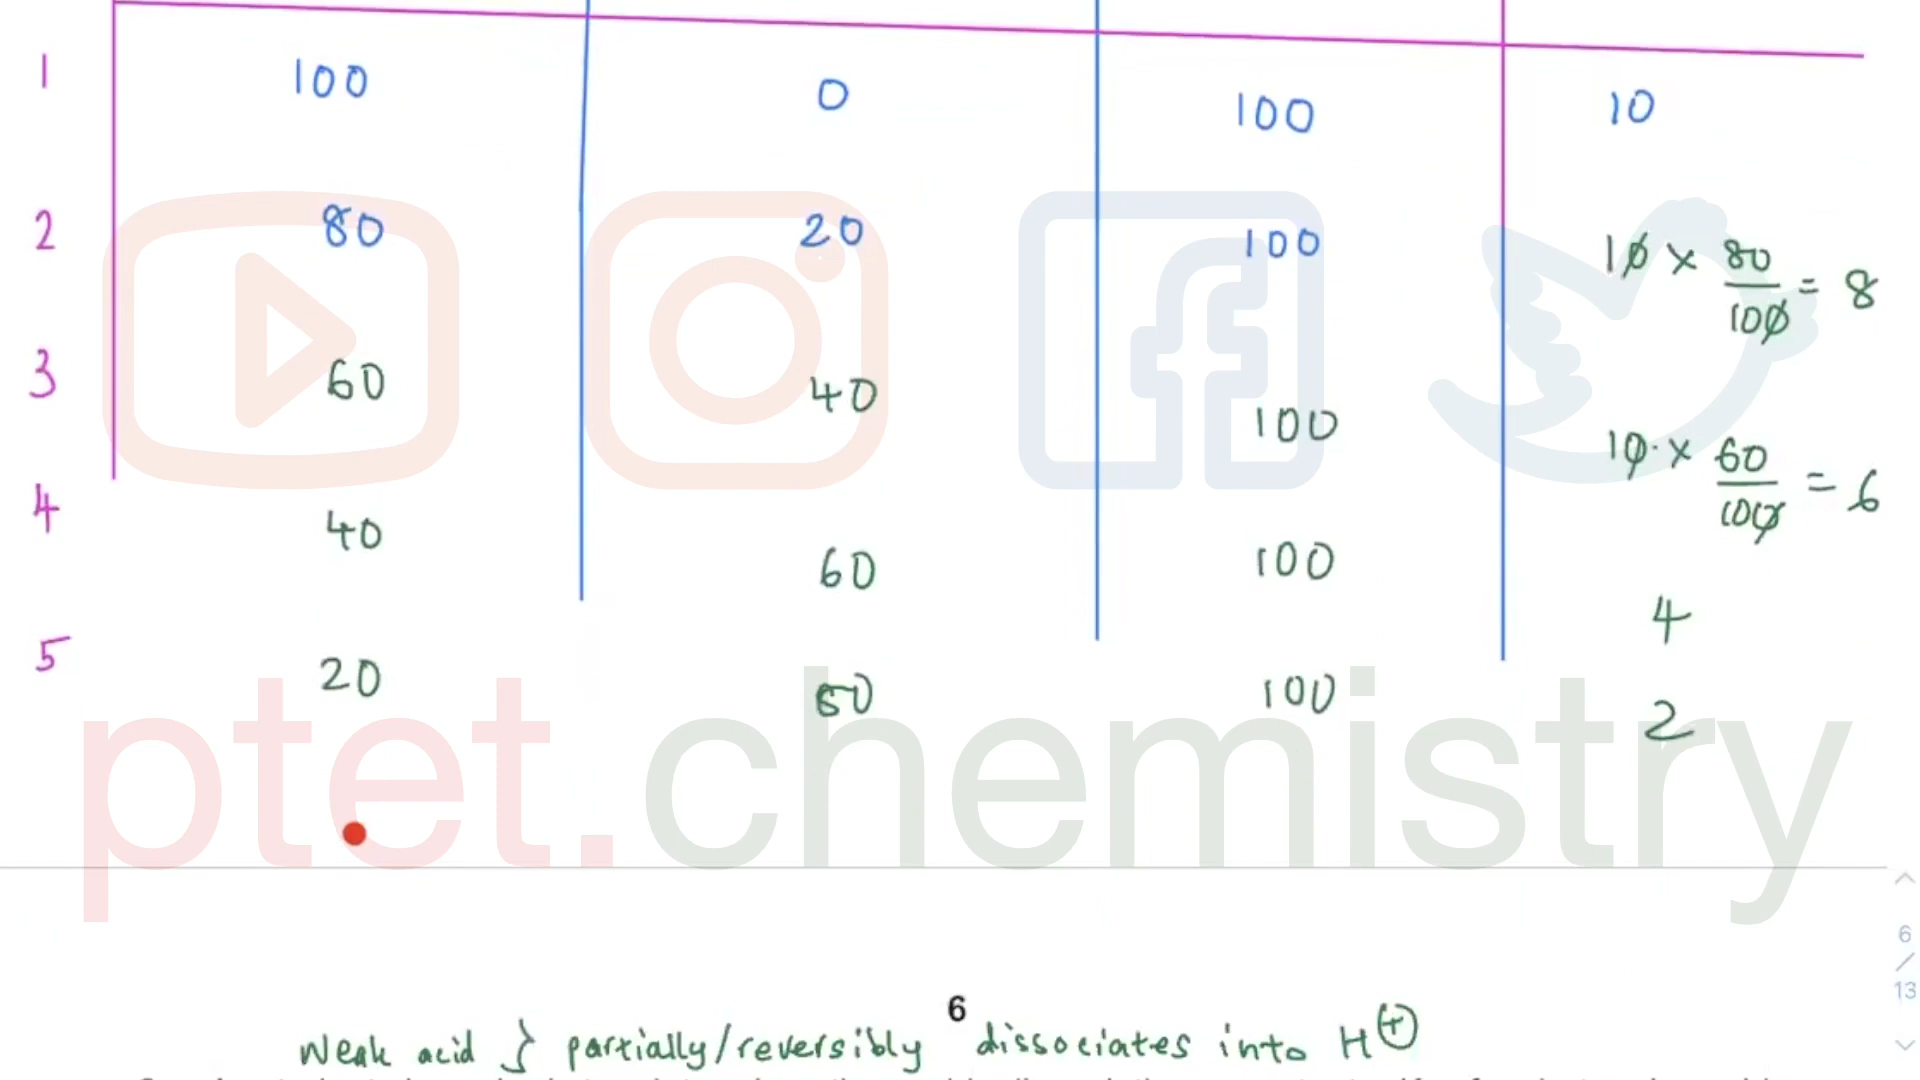 1 100 0 100 10
2 80 20 100 10 × 80/100 = 8
3 60 40 100 10 × 60/100 = 6
4 40 60 100 4
5 20 80 100 2
ptet.chemistry
6
/
13
6
Weak acid } partially/reversibly dissociates into H⊕